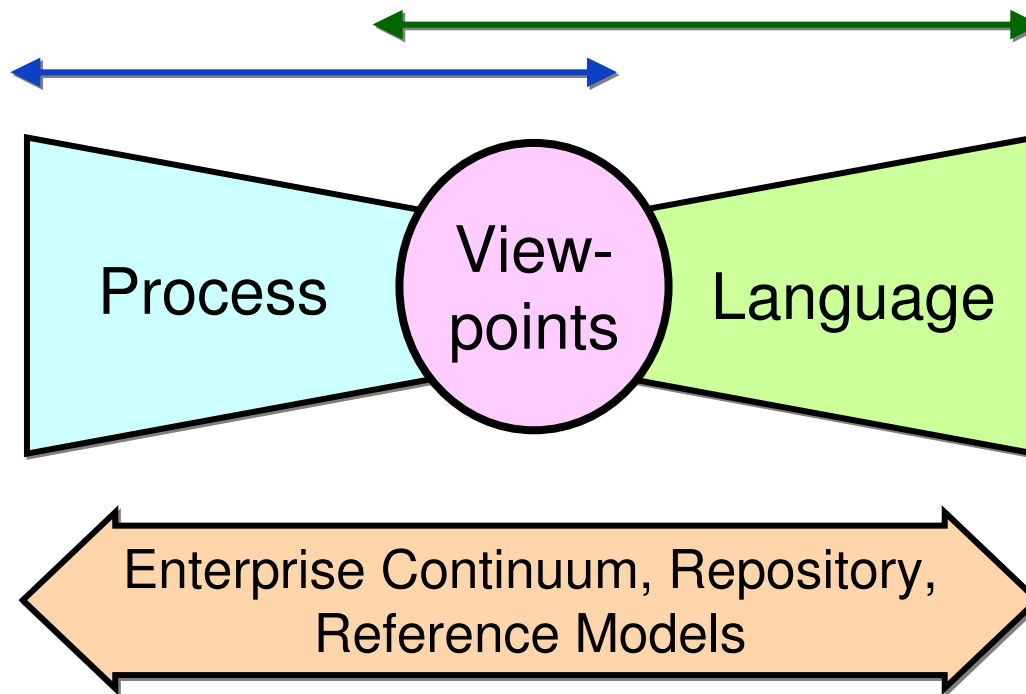 Process
View-
points
Language
Enterprise Continuum, Repository,
Reference Models